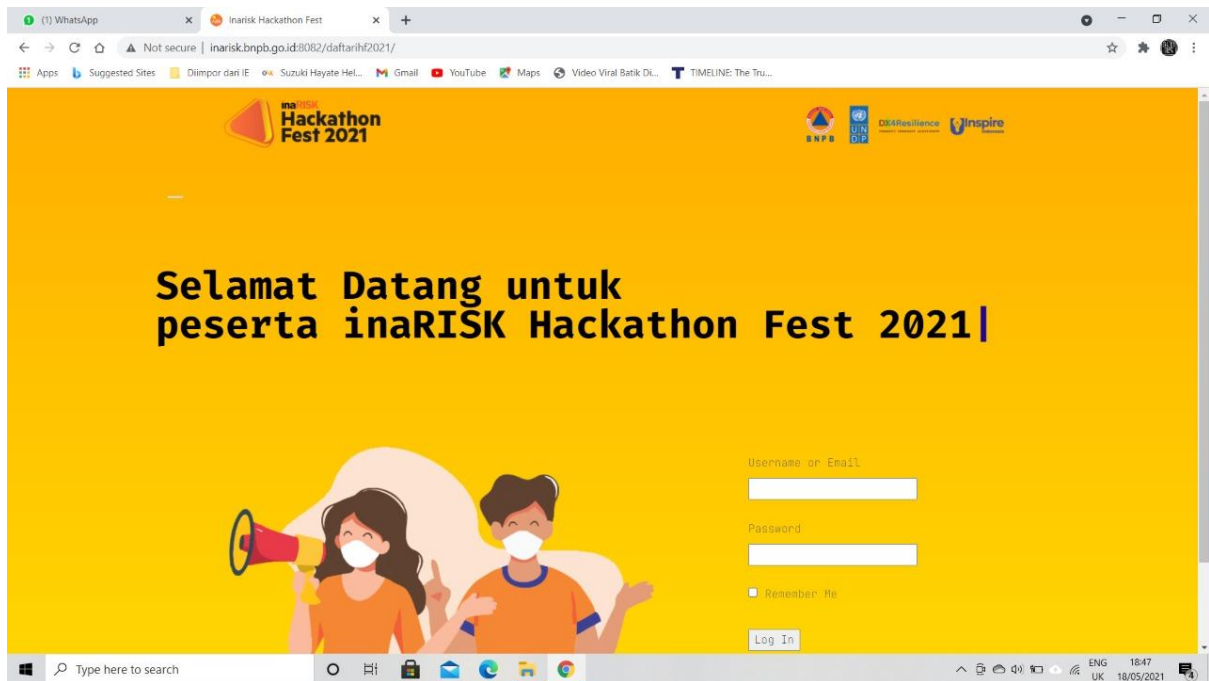 (1) WhatsApp
Inarisk Hackathon Fest
Not secure | inarisk.bnpb.go.id:8082/daftarihf2021/
Apps
Suggested Sites
Diimpor dari IE
Suzuki Hayate Hel...
Gmail
YouTube
Maps
Video Viral Batik Di...
TIMELINE: The Tru...
inaRISK
Hackathon
Fest 2021
BNPB
UN
DP
DX4Resilience
UInspire
Selamat Datang untuk
peserta inaRISK Hackathon Fest 2021
Username or Email
Password
Remember Me
Log In
Type here to search
ENG
UK
18:47
18/05/2021